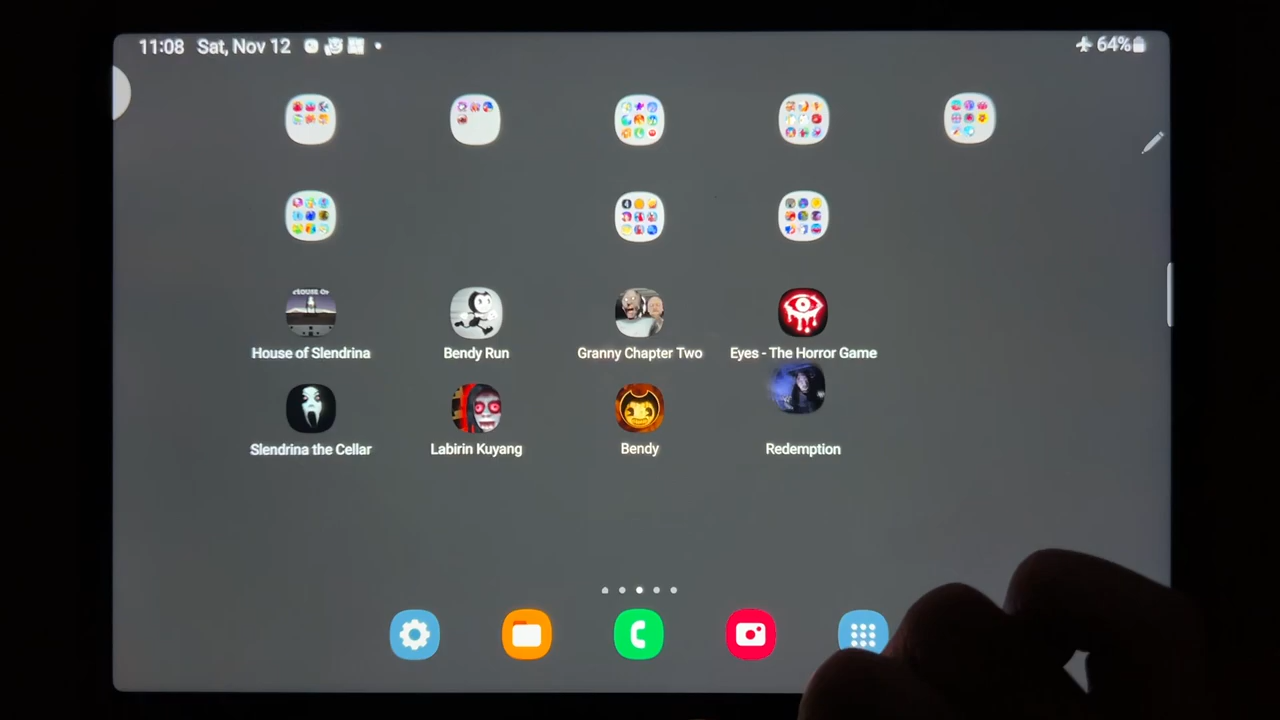 11:08 Sat, Nov 12
64%
House of Slendrina
Bendy Run
Granny Chapter Two
Eyes - The Horror Game
Slendrina the Cellar
Labirin Kuyang
Bendy
Redemption